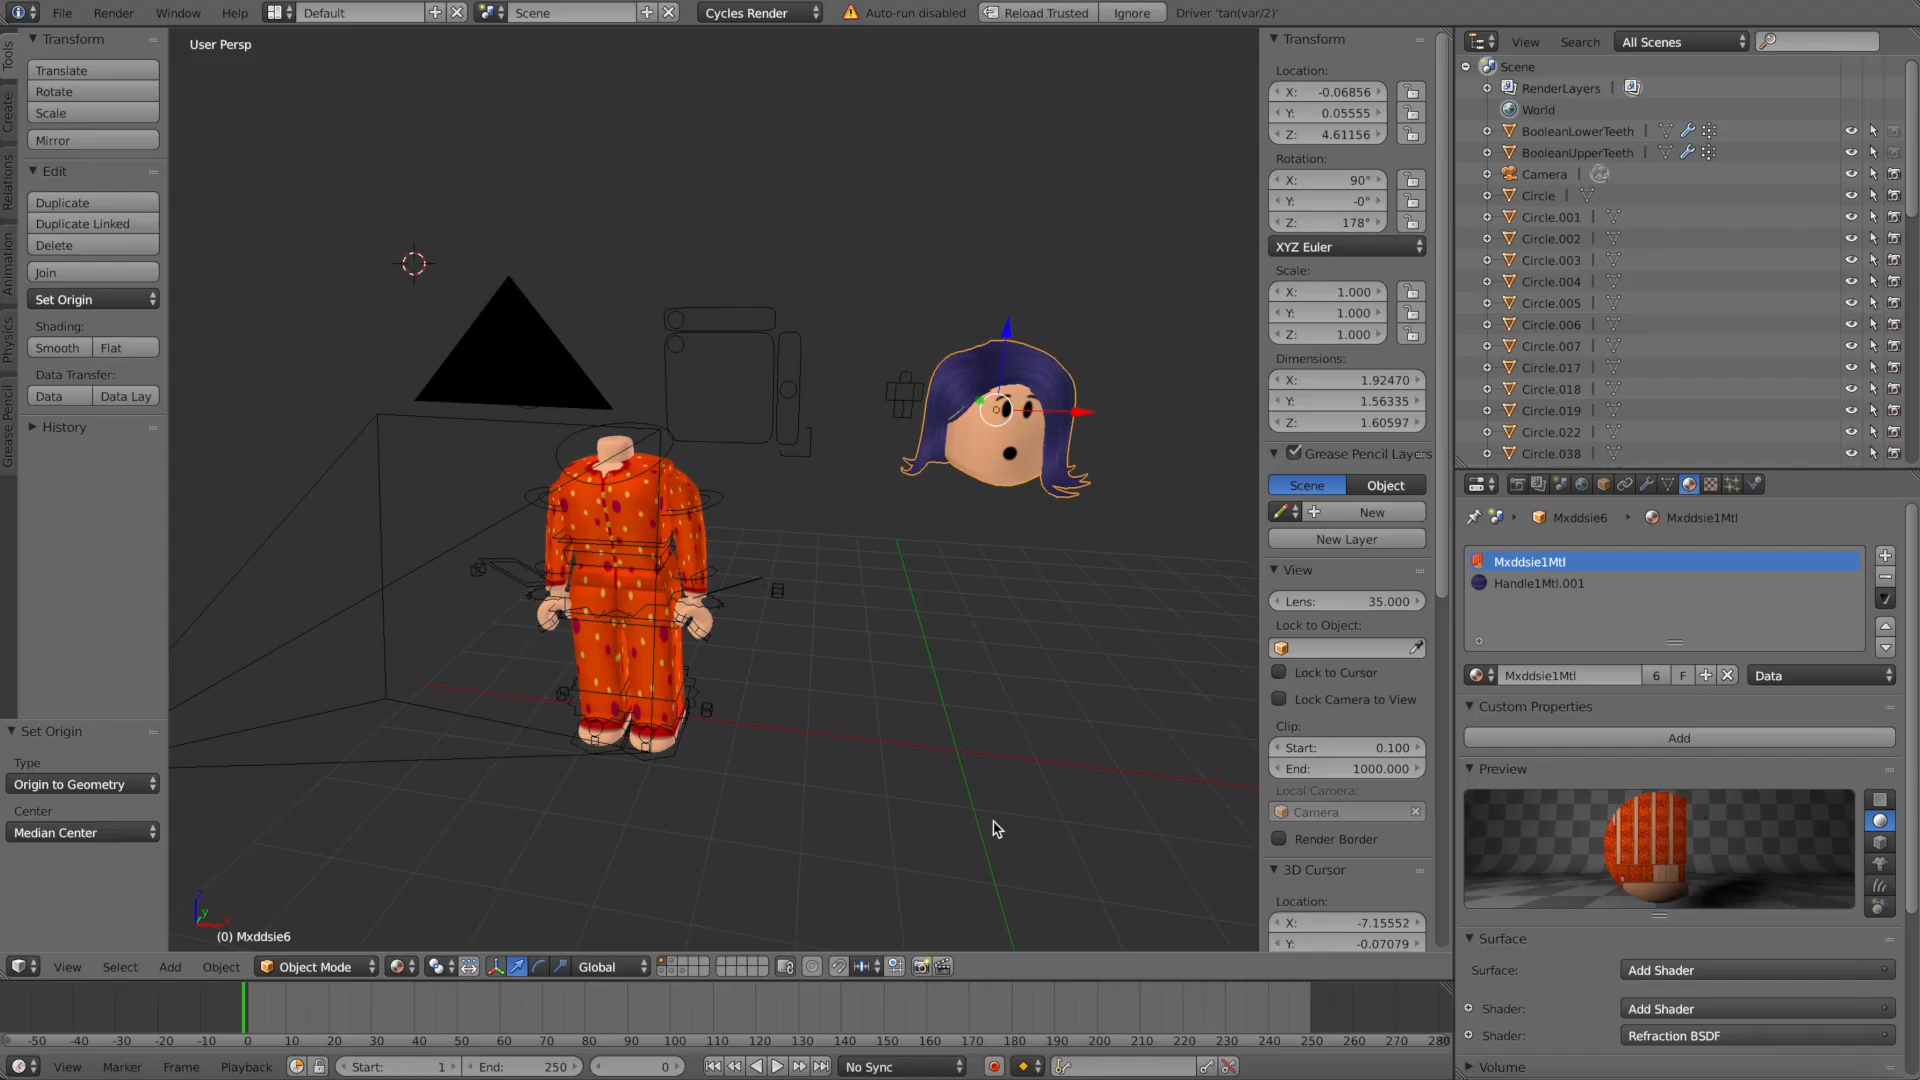 File Render Window Help Default Scene Cycles Render Auto-run disabled Reload Trusted Ignore Driver 'tan(var/2)'
Tools
Create
Relations
Animation
Physics
Grease Pencil
Transform
Translate
Rotate
Scale
Mirror
Edit
Duplicate
Duplicate Linked
Delete
Join
Set Origin
Shading:
Smooth Flat
Data Transfer:
Data Data Lay
History
Set Origin
Type
Origin to Geometry
Center
Median Center
User Persp
(0) Mxddsie6
Transform
Location:
X: -0.06856
Y: 0.05555
Z: 4.61156
Rotation:
X: 90°
Y: -0°
Z: 178°
XYZ Euler
Scale:
X: 1.000
Y: 1.000
Z: 1.000
Dimensions:
X: 1.92470
Y: 1.56335
Z: 1.60597
Grease Pencil Layers
Scene Object
New
New Layer
View
Lens: 35.000
Lock to Object:
Lock to Cursor
Lock Camera to View
Clip:
Start: 0.100
End: 1000.000
Local Camera:
Camera
Render Border
3D Cursor
Location:
X: -7.15552
Y: -0.07079
View Search All Scenes
Scene
RenderLayers
World
BooleanLowerTeeth
BooleanUpperTeeth
Camera
Circle
Circle.001
Circle.002
Circle.003
Circle.004
Circle.005
Circle.006
Circle.007
Circle.017
Circle.018
Circle.019
Circle.022
Circle.038
Mxddsie6 Mxddsie1Mtl
Mxddsie1Mtl
Handle1Mtl.001
Mxddsie1Mtl 6 F Data
Custom Properties
Add
Preview
Surface
Surface: Add Shader
Shader: Add Shader
Shader: Refraction BSDF
Volume
View Select Add Object Object Mode Global
-50 -40 -30 -20 -10 0 10 20 30 40 50 60 70 80 90 100 110 120 130 140 150 160 170 180 190 200 210 220 230 240 250 260 270 280
View Marker Frame Playback Start: 1 End: 250 0 No Sync